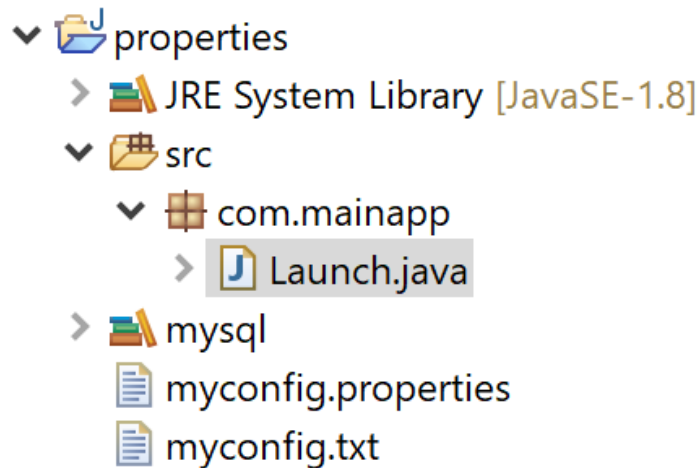 properties
JRE System Library [JavaSE-1.8]
src
com.mainapp
Launch.java
mysql
myconfig.properties
myconfig.txt